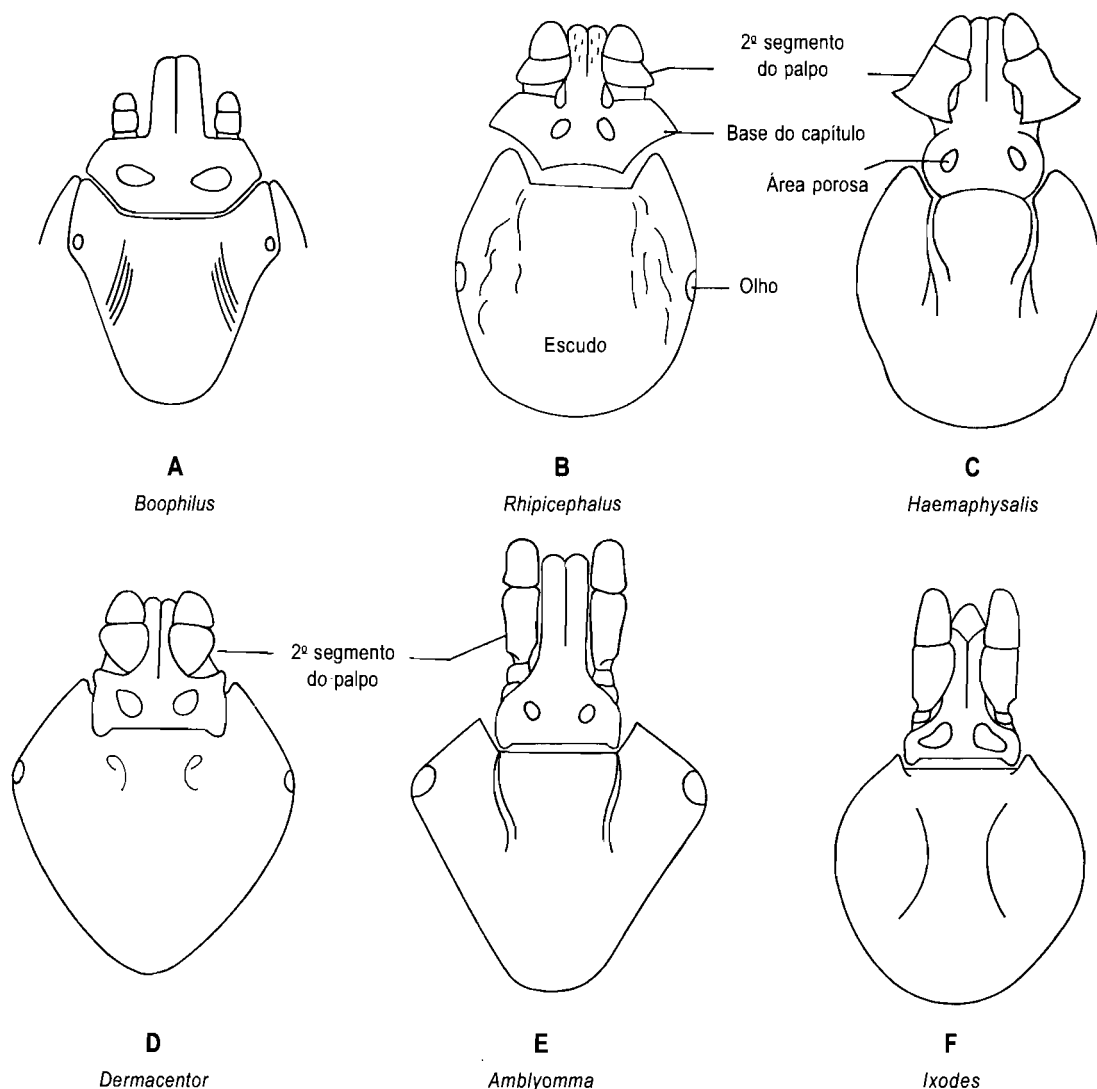 2º segmento
do palpo
Base do capítulo
Área porosa
Olho
Escudo
A
B
C
Boophilus
Rhipicephalus
Haemaphysalis
2º segmento
do palpo
D
E
F
Dermacentor
Amblyomma
Ixodes